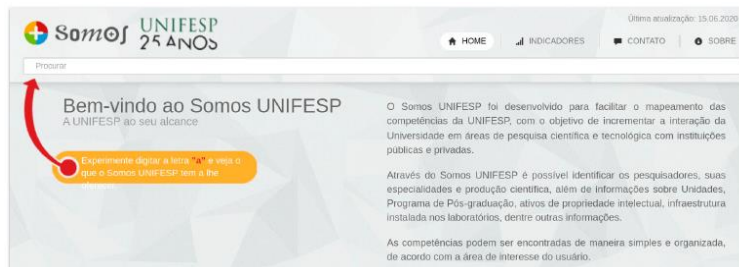 Última atualização: 15.06.2020
Somos UNIFESP
25 ANOS
HOME INDICADORES CONTATO SOBRE
Procurar
Bem-vindo ao Somos UNIFESP
A UNIFESP ao seu alcance
Experimente digitar a letra "a" e veja o
que o Somos UNIFESP tem a lhe
oferecer.
O Somos UNIFESP foi desenvolvido para facilitar o mapeamento das
competências da UNIFESP, com o objetivo de incrementar a interação da
Universidade em áreas de pesquisa científica e tecnológica com instituições
públicas e privadas.
Através do Somos UNIFESP é possível identificar os pesquisadores, suas
especialidades e produção científica, além de informações sobre Unidades,
Programa de Pós-graduação, ativos de propriedade intelectual, infraestrutura
instalada nos laboratórios, dentre outras informações.
As competências podem ser encontradas de maneira simples e organizada,
de acordo com a área de interesse do usuário.